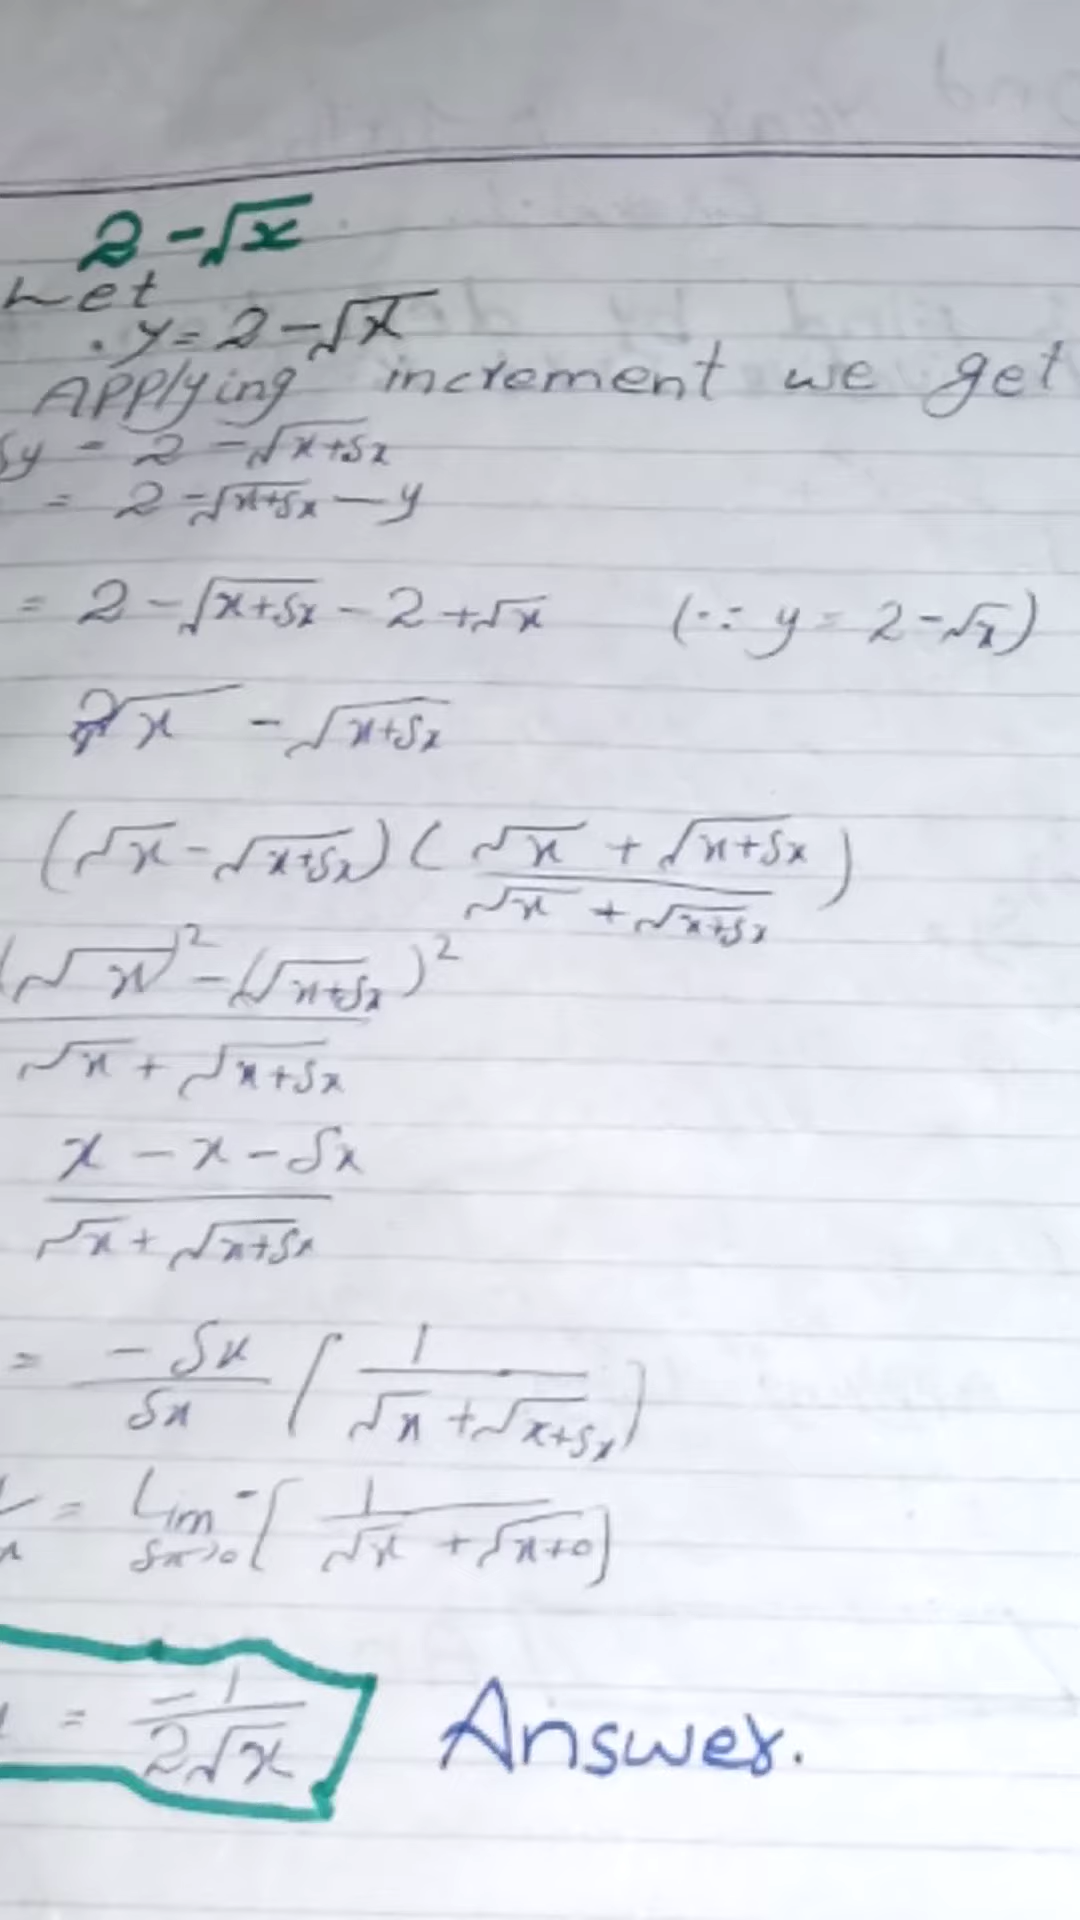 2 - √x
Let
. y = 2 - √x
Applying increment we get
δy = 2 - √x+δx
= 2 - √x+δx - y
= 2 - √x+δx - 2 + √x (∵ y = 2 - √x)
√x - √x+δx
(√x - √x+δx) ( √x + √x+δx )
√x + √x+δx
(√x)² - (√x+δx)²
√x + √x+δx
x - x - δx
√x + √x+δx
= - δx ( 1 )
δx √x + √x+δx
= Lim - [ 1 ]
δx→0 √x + √x+0
= -1 Answer.
2√x